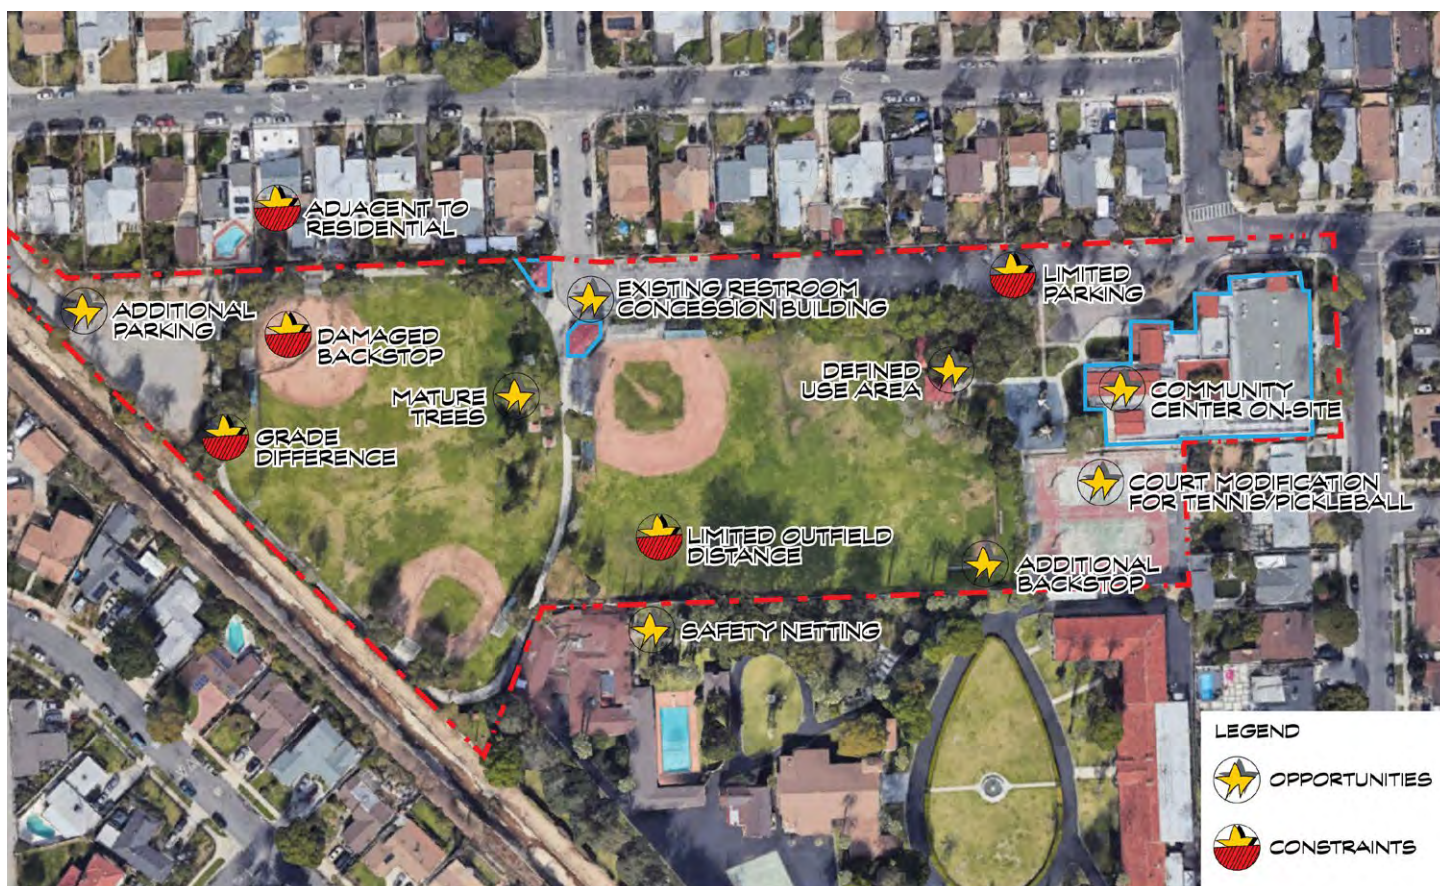 ADJACENT TO
RESIDENTIAL
ADDITIONAL
PARKING
DAMAGED
BACKSTOP
EXISTING RESTROOM
CONCESSION BUILDING
LIMITED
PARKING
MATURE
TREES
DEFINED
USE AREA
COMMUNITY
CENTER ON-SITE
GRADE
DIFFERENCE
COURT MODIFICATION
FOR TENNIS/PICKLEBALL
LIMITED OUTFIELD
DISTANCE
ADDITIONAL
BACKSTOP
SAFETY NETTING
LEGEND
OPPORTUNITIES
CONSTRAINTS